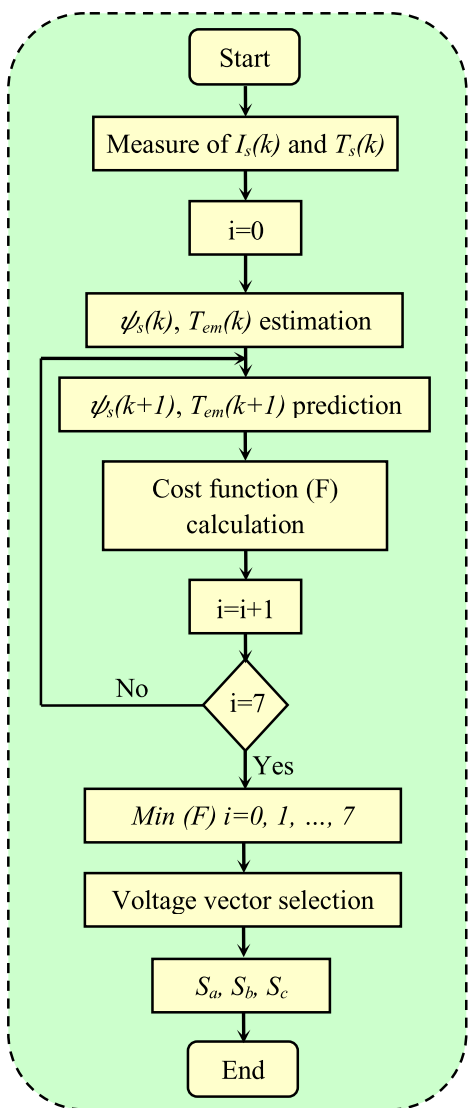 Start
Measure of Iₛ(k) and Tₛ(k)
i=0
ψₛ(k), Tₑₘ(k) estimation
ψₛ(k+1), Tₑₘ(k+1) prediction
Cost function (F)
calculation
i=i+1
No
i=7
Yes
Min (F) i=0, 1, ..., 7
Voltage vector selection
Sa, Sb, Sc
End